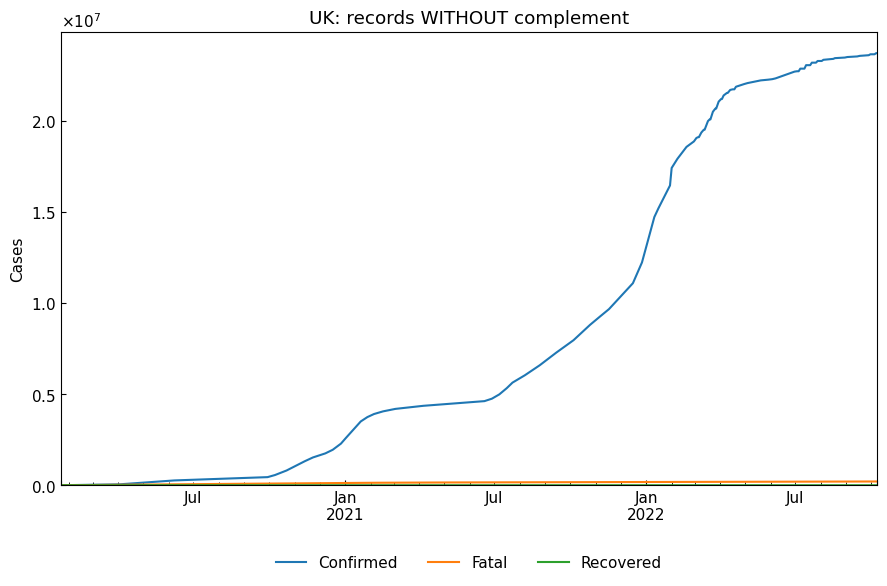 UK: records WITHOUT complement
×10⁷
2.0
1.5
1.0
0.5
0.0
Cases
Jul Jan Jul Jan Jul
2021 2022
Confirmed Fatal Recovered